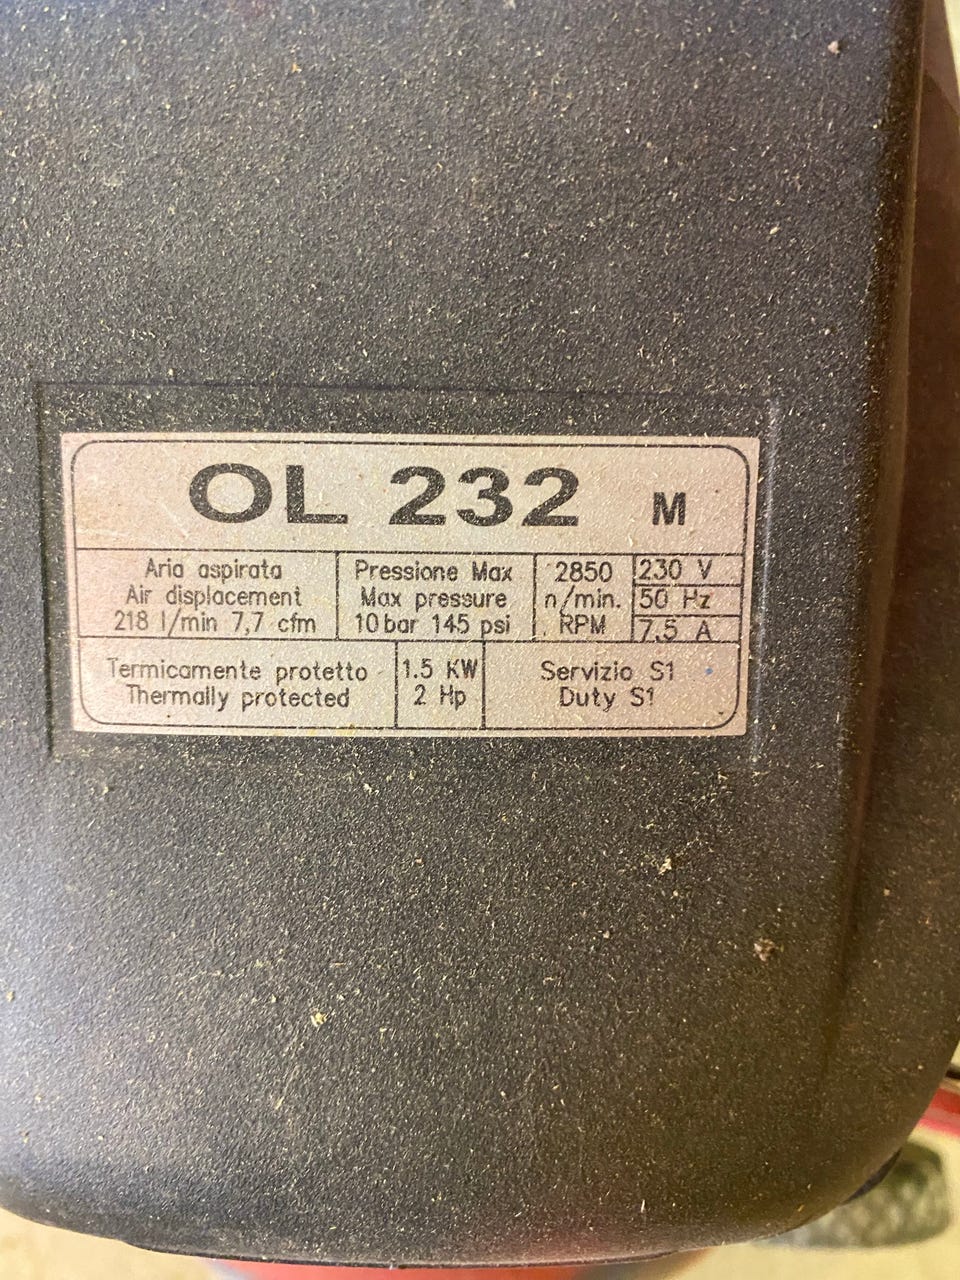 OL 232 M
Aria aspirata
Air displacement
218 l/min 7,7 cfm
Pressione Max
Max pressure
10 bar 145 psi
2850
n/min.
RPM
230 V
50 Hz
7.5 A
Termicamente protetto
Thermally protected
1.5 KW
2 Hp
Servizio S1
Duty S1